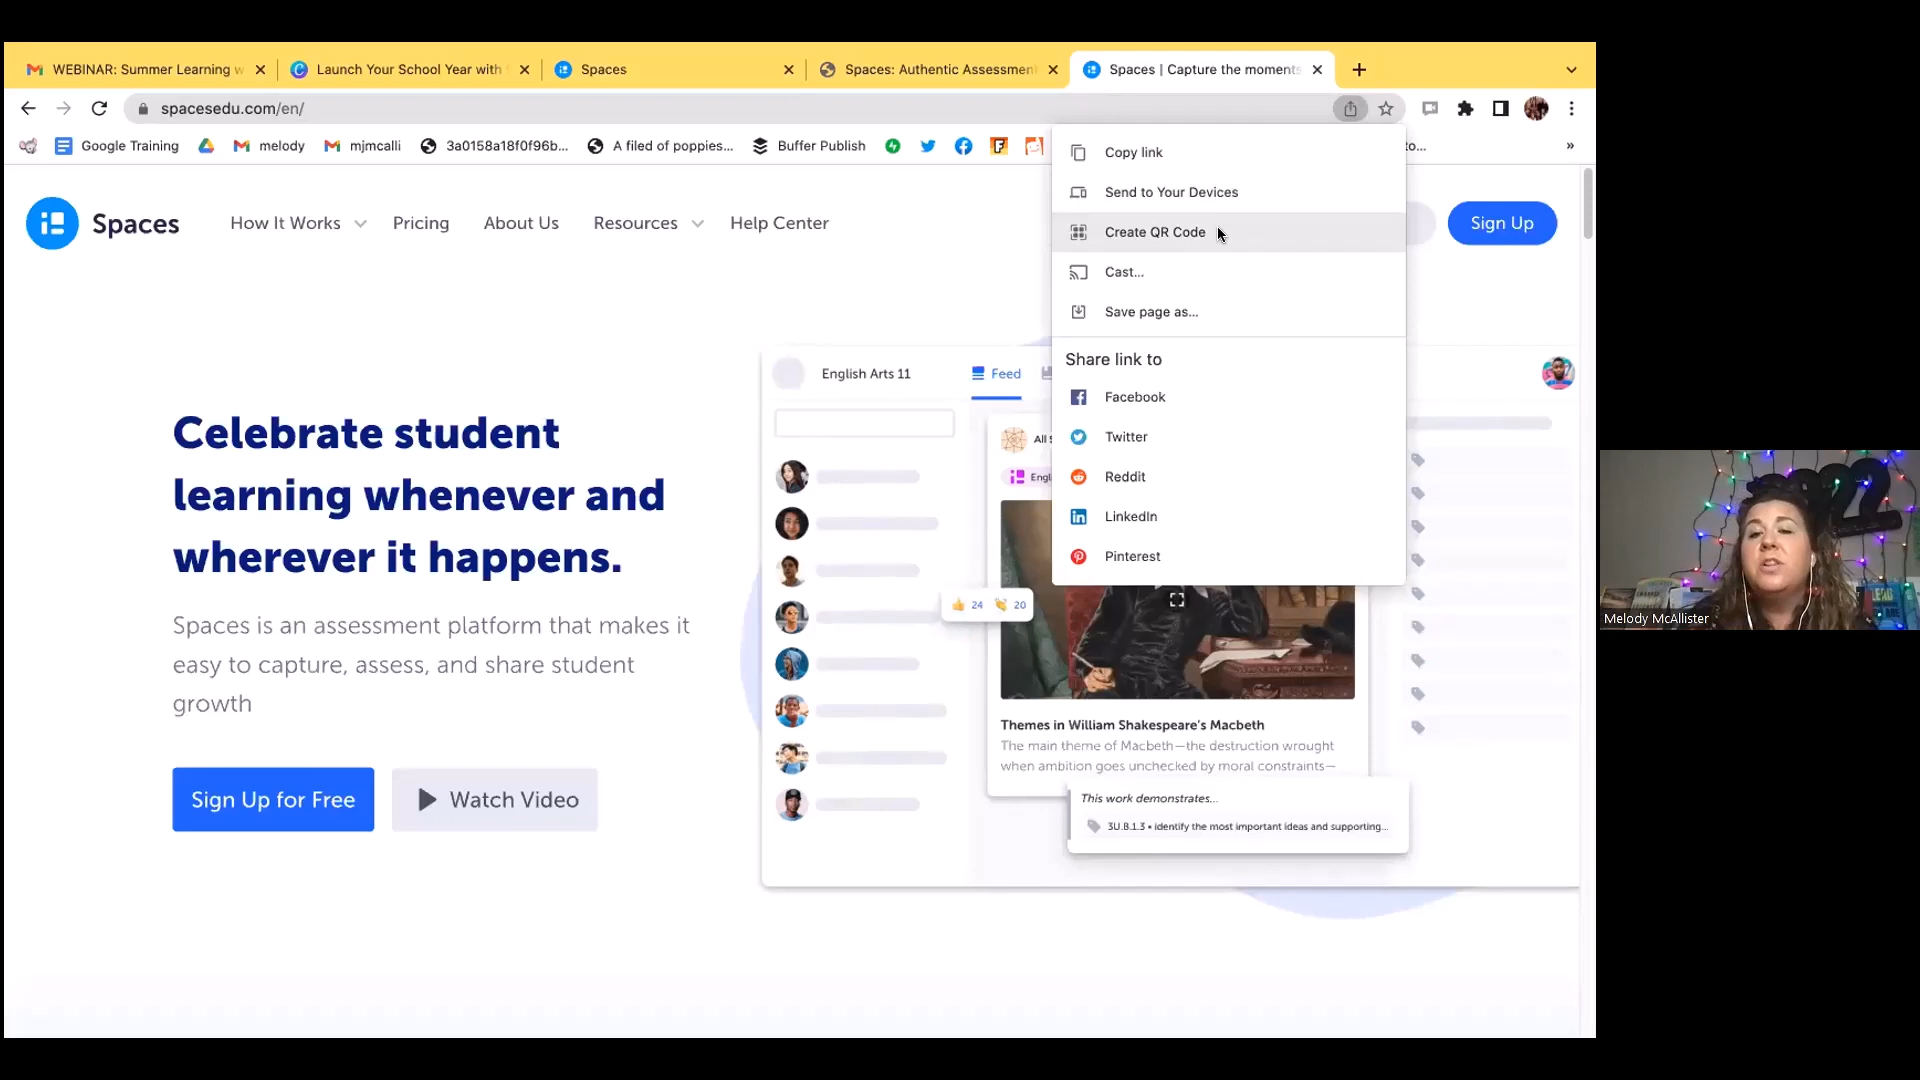 WEBINAR: Summer Learning w
Launch Your School Year with
Spaces
Spaces: Authentic Assessment
Spaces | Capture the moments
spacesedu.com/en/
Google Training
melody
mjmcalli
3a0158a18f0f96b...
A filed of poppies...
Buffer Publish
to...
»
Spaces
How It Works
Pricing
About Us
Resources
Help Center
Sign Up
Copy link
Send to Your Devices
Create QR Code
Cast...
Save page as...
Share link to
Facebook
Twitter
Reddit
LinkedIn
Pinterest
Celebrate student
learning whenever and
wherever it happens.
Spaces is an assessment platform that makes it
easy to capture, assess, and share student
growth
Sign Up for Free
Watch Video
English Arts 11
Feed
All
Engl
24
20
Themes in William Shakespeare's Macbeth
The main theme of Macbeth—the destruction wrought
when ambition goes unchecked by moral constraints—
This work demonstrates...
3U.B.1.3 • identify the most important ideas and supporting...
Melody McAllister